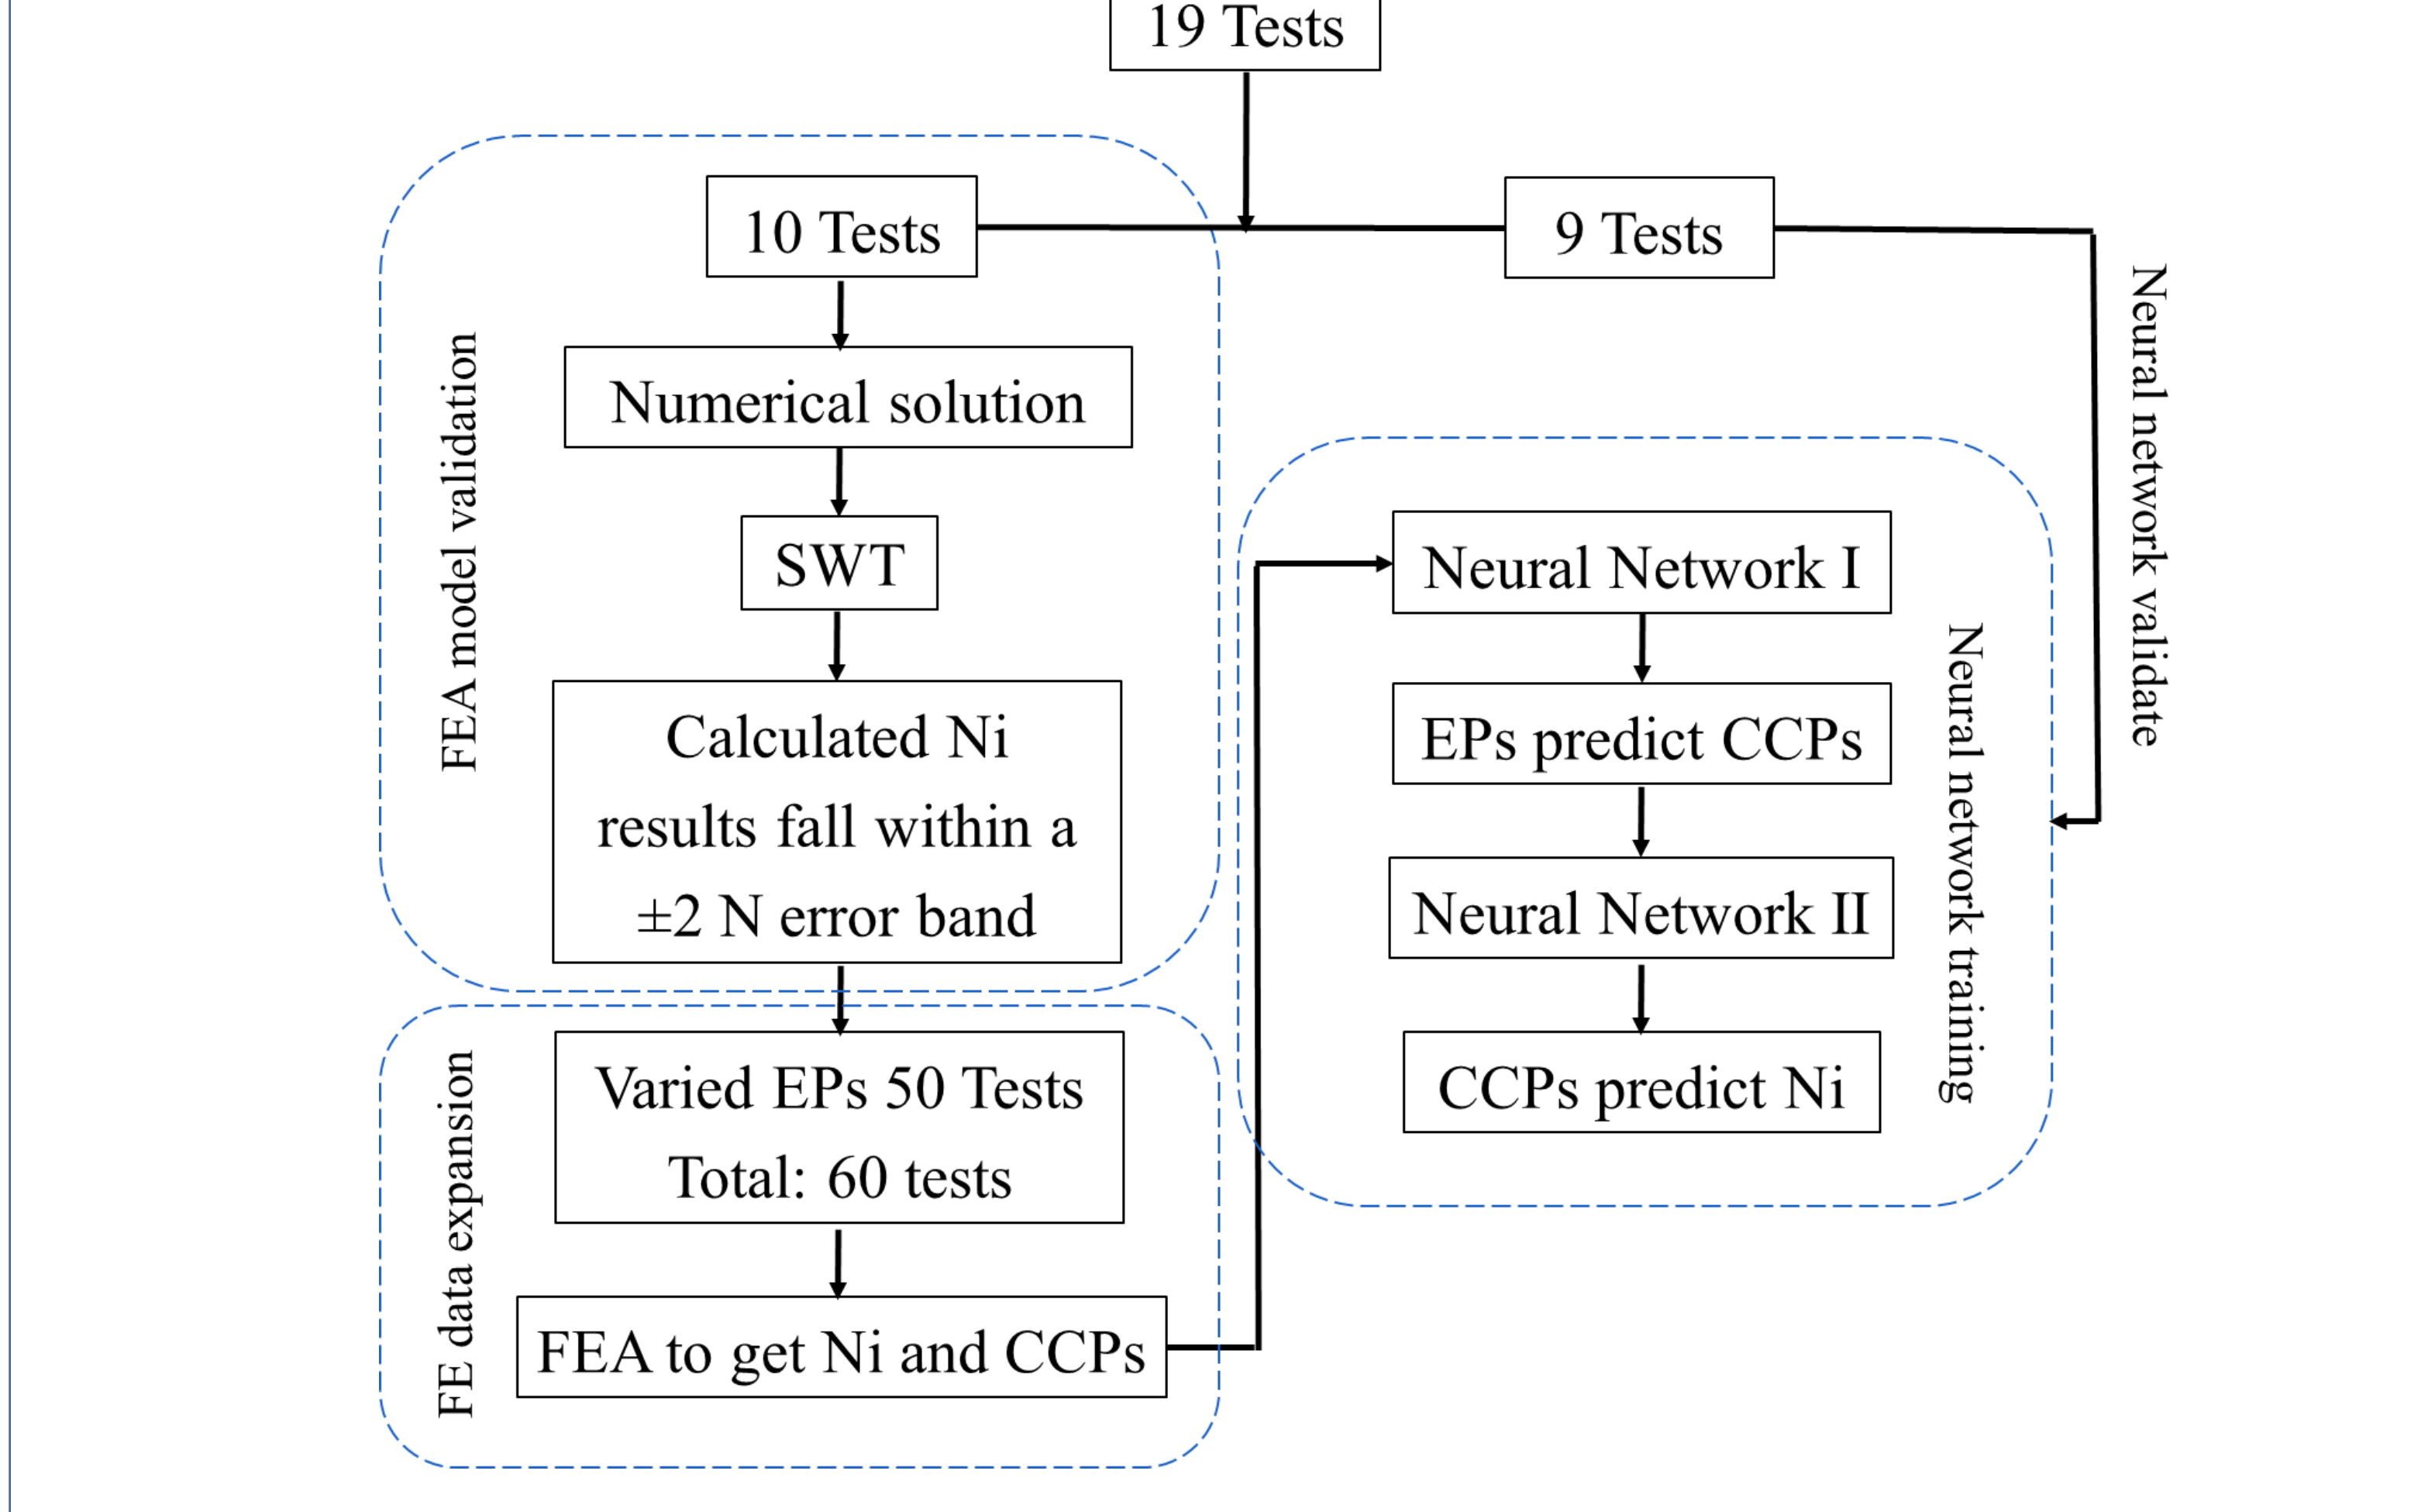 19 Tests
10 Tests
9 Tests
Numerical solution
SWT
Calculated Ni
results fall within a
±2 N error band
FEA model validation
Varied EPs 50 Tests
Total: 60 tests
FEA to get Ni and CCPs
FE data expansion
Neural Network I
EPs predict CCPs
Neural Network II
CCPs predict Ni
Neural network training
Neural network validate